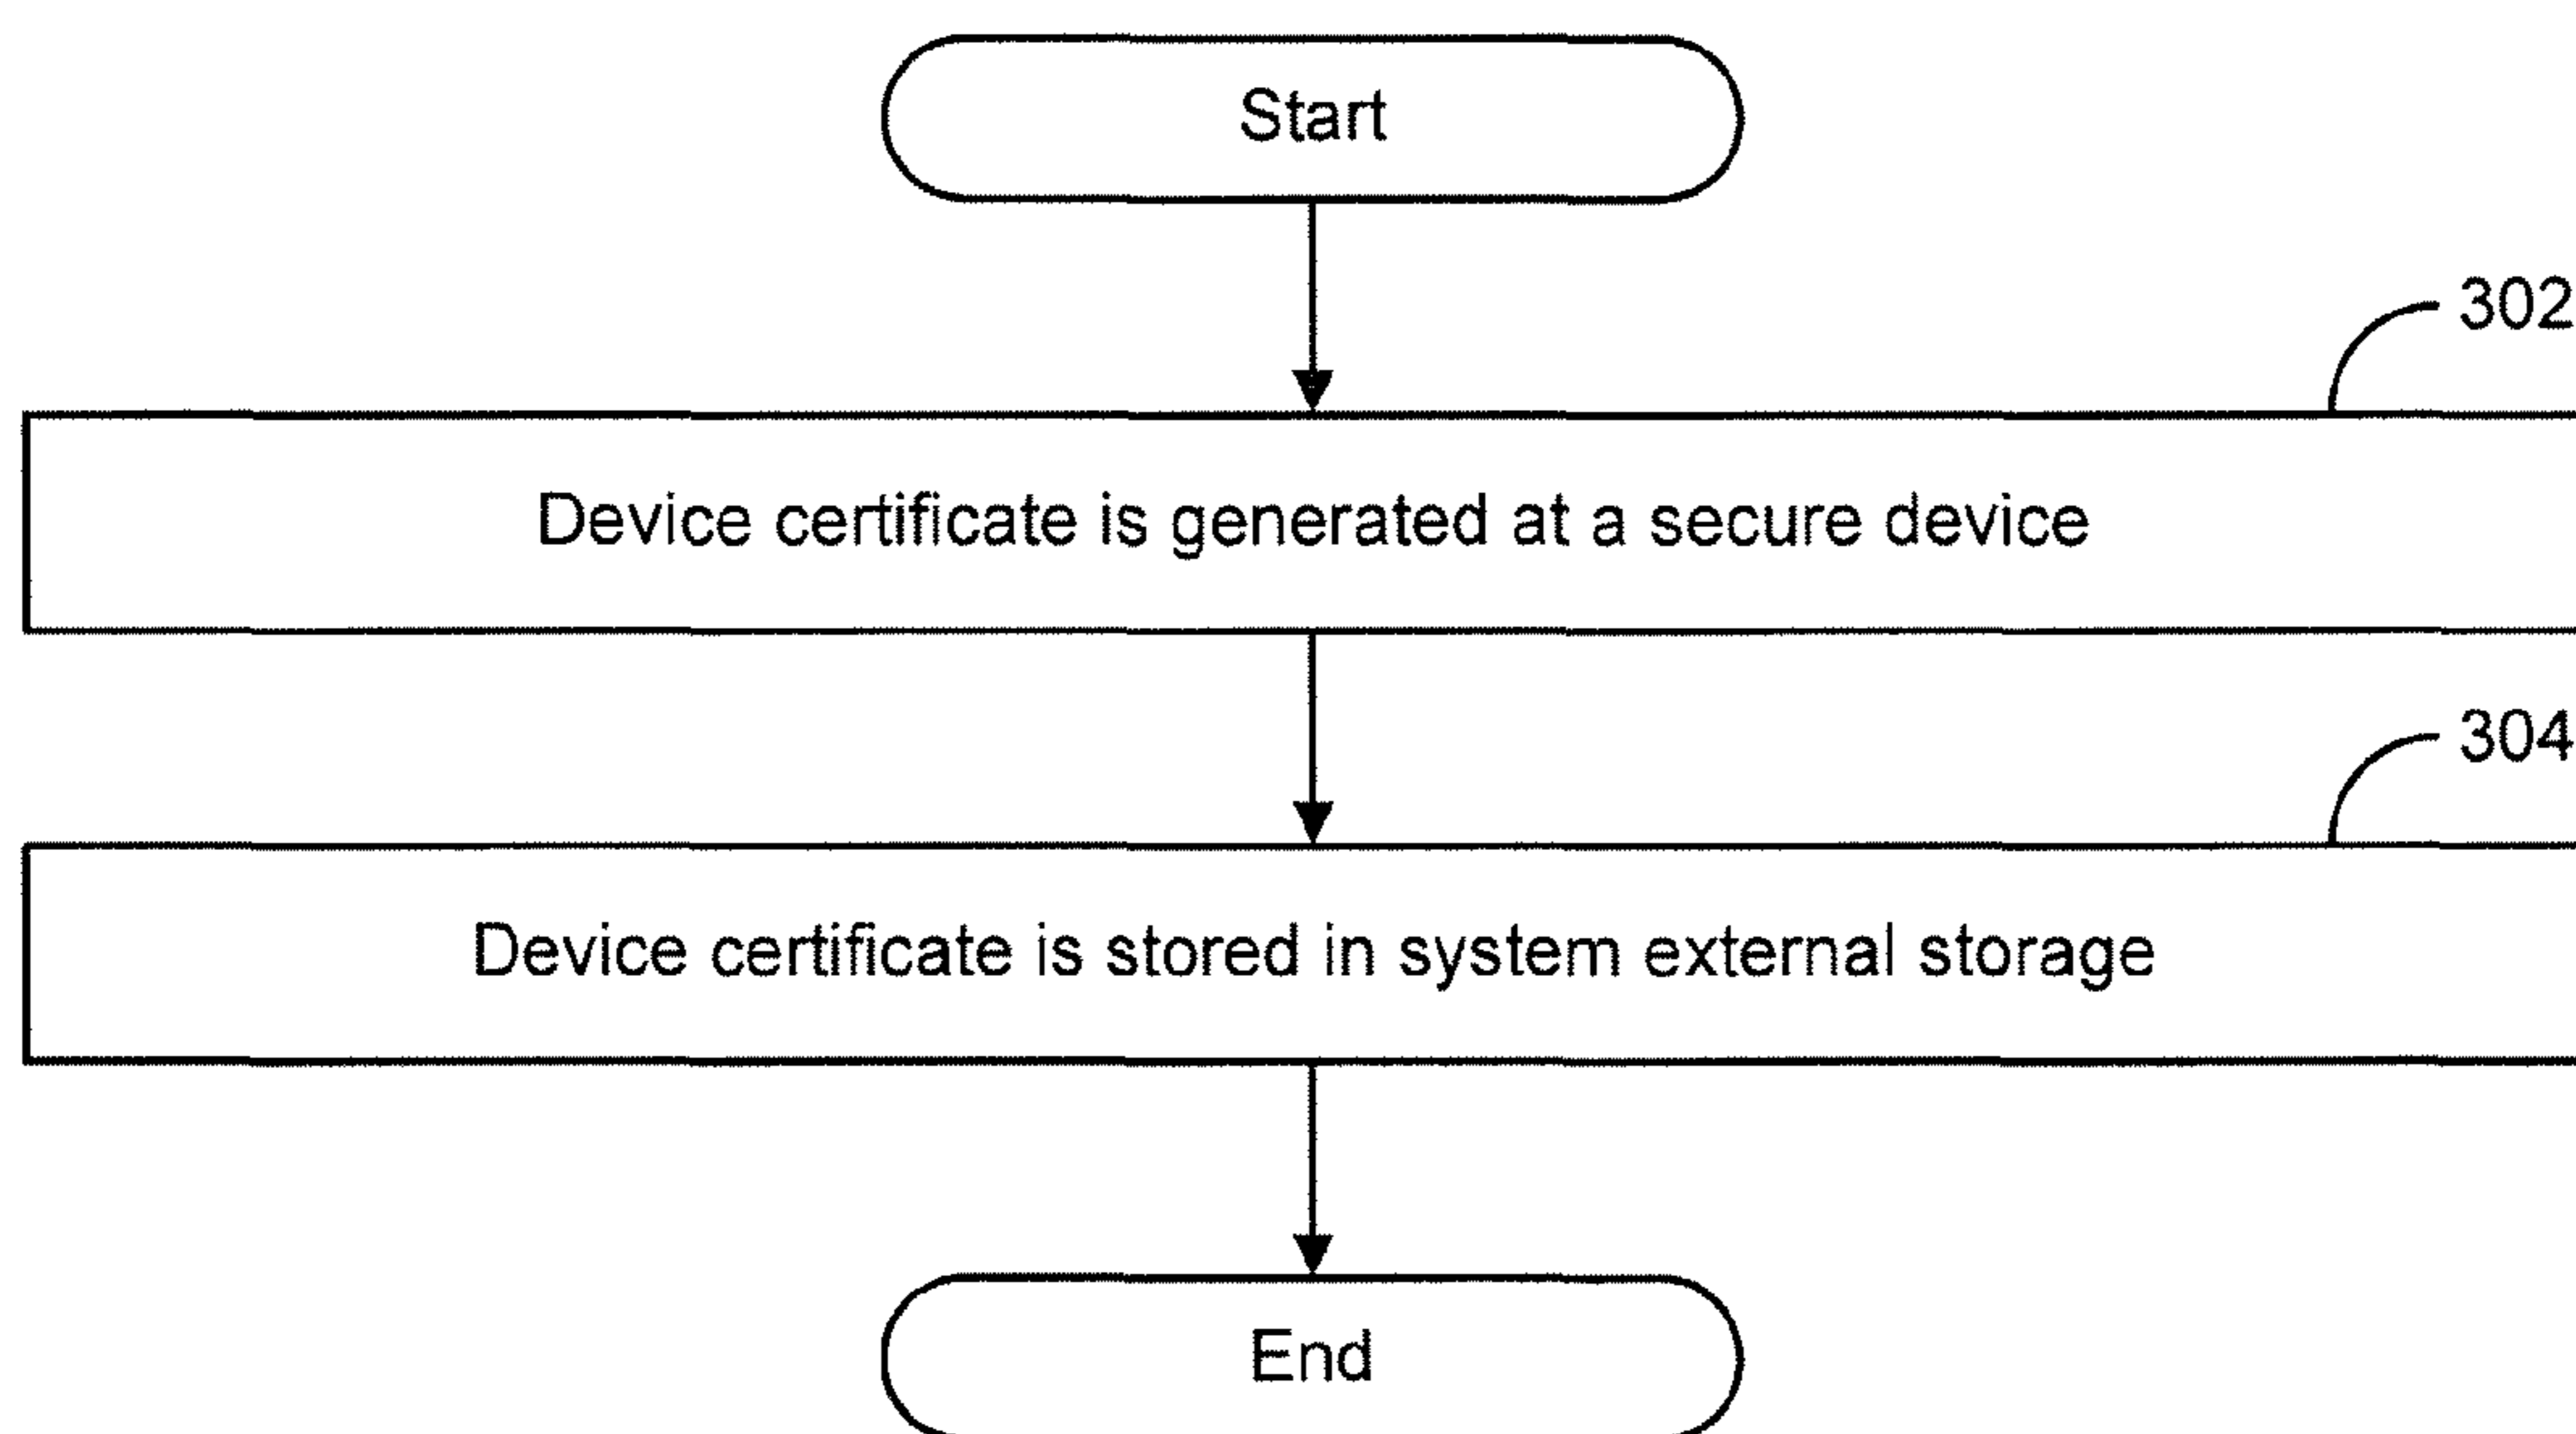 Start
302
Device certificate is generated at a secure device
304
Device certificate is stored in system external storage
End